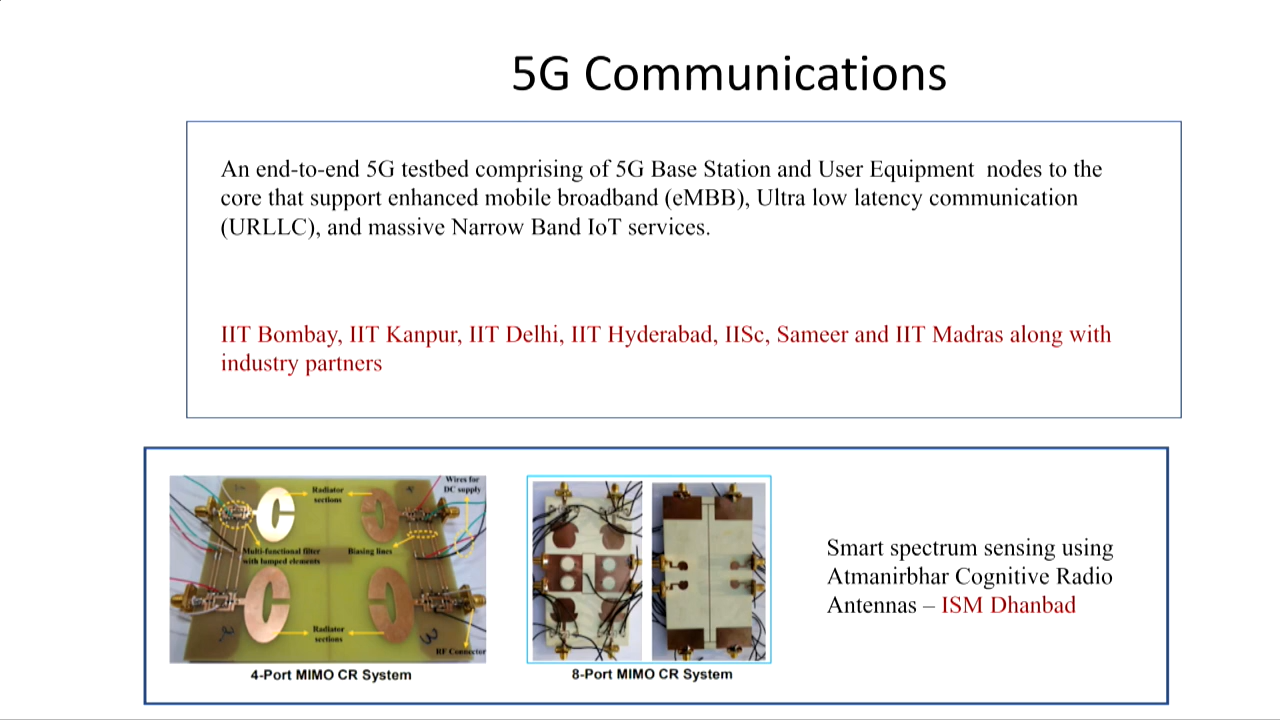 5G Communications
An end-to-end 5G testbed comprising of 5G Base Station and User Equipment  nodes to the
core that support enhanced mobile broadband (eMBB), Ultra low latency communication
(URLLC), and massive Narrow Band IoT services.
IIT Bombay, IIT Kanpur, IIT Delhi, IIT Hyderabad, IISc, Sameer and IIT Madras along with
industry partners
Wires for
DC supply
Radiator
sections
Multi-functional filter
with lumped elements
Biasing lines
Radiator
sections
3
RF Connector
4-Port MIMO CR System
8-Port MIMO CR System
Smart spectrum sensing using
Atmanirbhar Cognitive Radio
Antennas – ISM Dhanbad